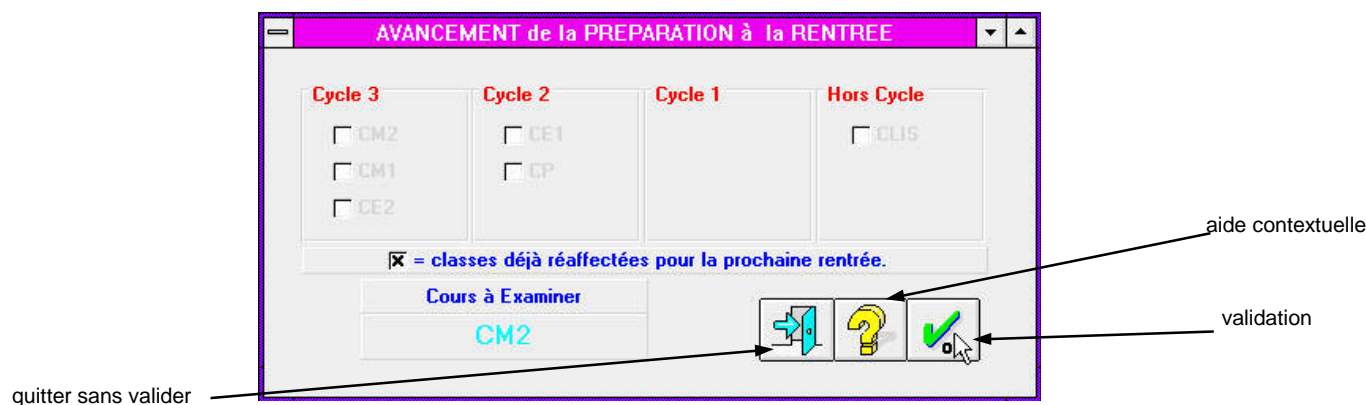 AVANCEMENT de la PREPARATION à la RENTREE
Cycle 3 Cycle 2 Cycle 1 Hors Cycle
CM2 CE1 CLIS
CM1 CP
CE2
aide contextuelle
= classes déjà réaffectées pour la prochaine rentrée.
Cours à Examiner
validation
CM2
quitter sans valider